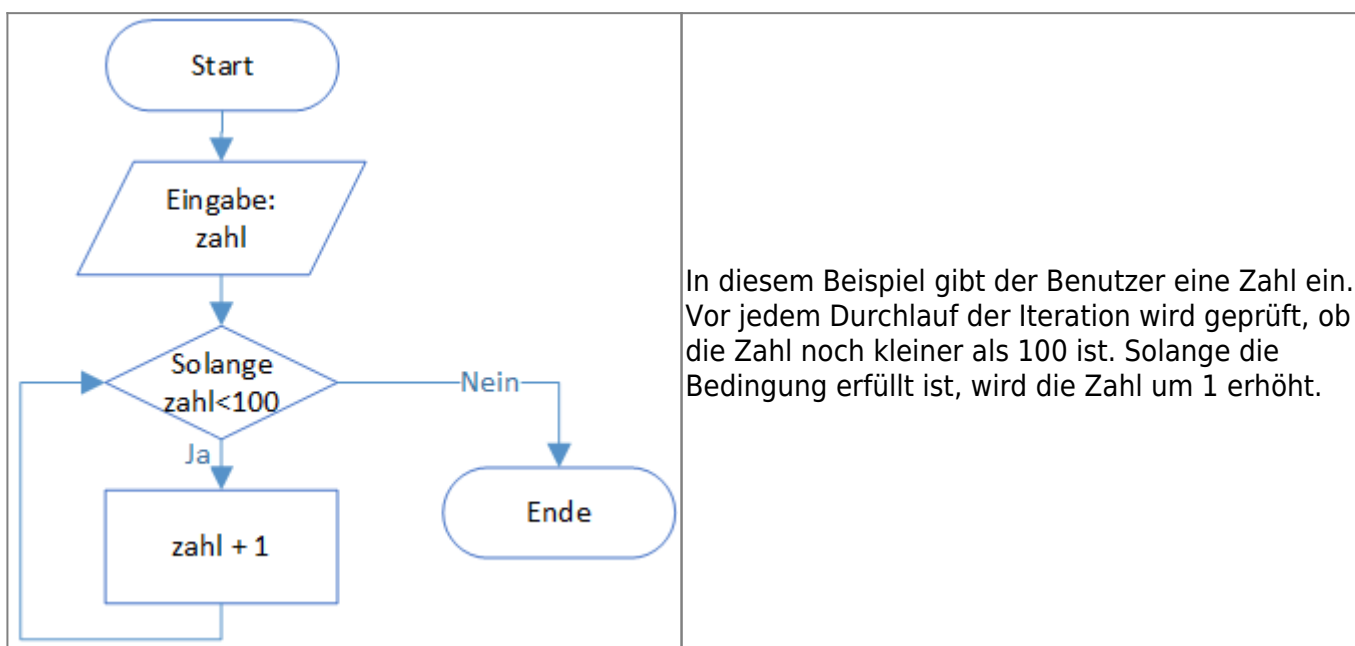 Start
Eingabe:
zahl
Solange
zahl<100
Nein
Ja
zahl + 1
Ende
In diesem Beispiel gibt der Benutzer eine Zahl ein.
Vor jedem Durchlauf der Iteration wird geprüft, ob
die Zahl noch kleiner als 100 ist. Solange die
Bedingung erfüllt ist, wird die Zahl um 1 erhöht.